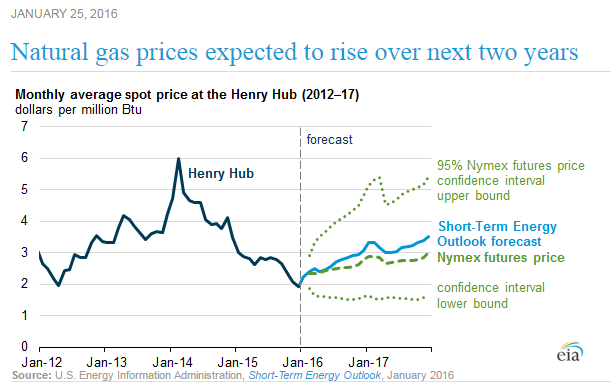 JANUARY 25, 2016
Natural gas prices expected to rise over next two years
Monthly average spot price at the Henry Hub (2012–17)
dollars per million Btu
7
6
5
4
3
2
1
0
forecast
Henry Hub
95% Nymex futures price
confidence interval
upper bound
Short-Term Energy
Outlook forecast
Nymex futures price
confidence interval
lower bound
Jan-12
Jan-13
Jan-14
Jan-15
Jan-16
Jan-17
eia
Source: U.S. Energy Information Administration, Short-Term Energy Outlook, January 2016